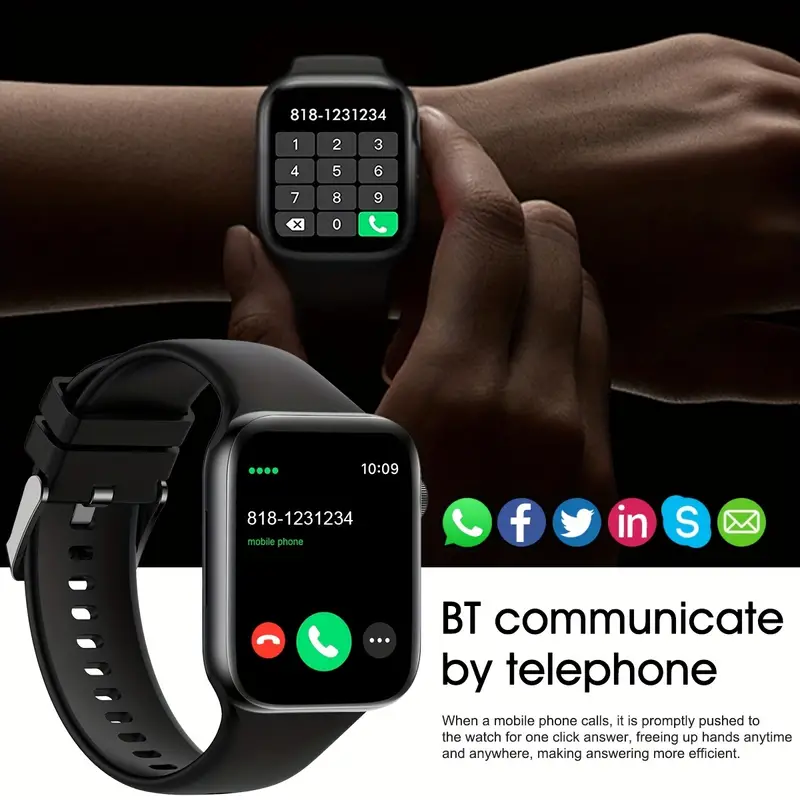 818-1231234
1 2 3
4 5 6
7 8 9
0
10:09
818-1231234
mobile phone
f in S
BT communicate
by telephone
When a mobile phone calls, it is promptly pushed to
the watch for one click answer, freeing up hands anytime
and anywhere, making answering more efficient.